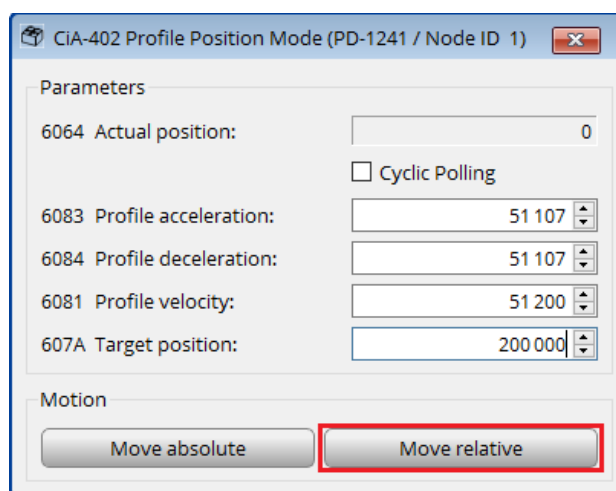 CiA-402 Profile Position Mode (PD-1241 / Node ID 1)
Parameters
6064 Actual position: 0
Cyclic Polling
6083 Profile acceleration: 51 107
6084 Profile deceleration: 51 107
6081 Profile velocity: 51 200
607A Target position: 200 000
Motion
Move absolute Move relative